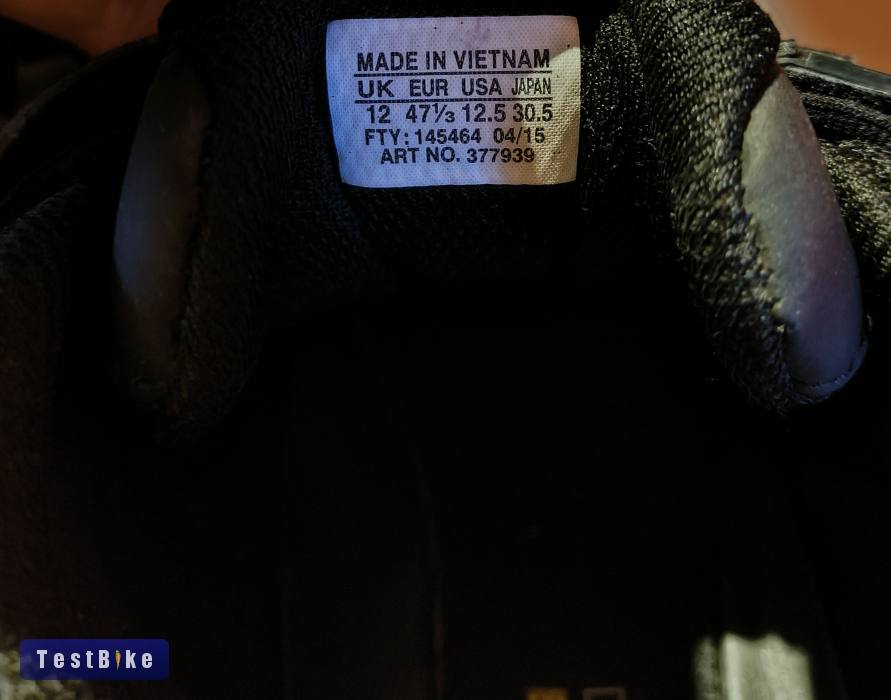 MADE IN VIETNAM
UK EUR USA JAPAN
12 47⅓ 12.5 30.5
FTY: 145464 04/15
ART NO. 377939
TestBike